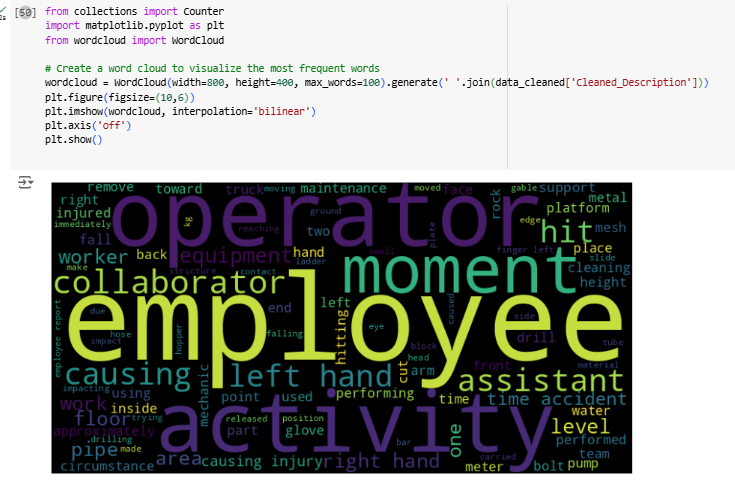 [50]
from collections import Counter
import matplotlib.pyplot as plt
from wordcloud import WordCloud
# Create a word cloud to visualize the most frequent words
wordcloud = WordCloud(width=800, height=400, max_words=100).generate(' '.join(data_cleaned['Cleaned_Description']))
plt.figure(figsize=(10,6))
plt.imshow(wordcloud, interpolation='bilinear')
plt.axis('off')
plt.show()
remove
toward
truck
moving
maintenance
moved
face
gable
support
right
kg
operator
rock
metal
injured
ground
platform
immediately
reaching
two
plate
edge
hit
mesh
fall
finger left
place
worker
back
equipment
hand
moment
slide
make
structure
contact
ladder
small
cleaning
collaborator
height
employee report
due
hose
employee
left
end
hitting
falling
eye
caused
side
drill
tube
impact
hopper
block
head
causing
left hand
cut
arm
front
material
assistant
impacting
using
mechanic
point
used
performing
time
time accident
work
inside
trying
released
position
water
floor
activity
part
glove
one
level
approximately
performed
drilling
bar
pipe
made
area
causing injury
right hand
carried
team
circumstance
meter
bolt
pump